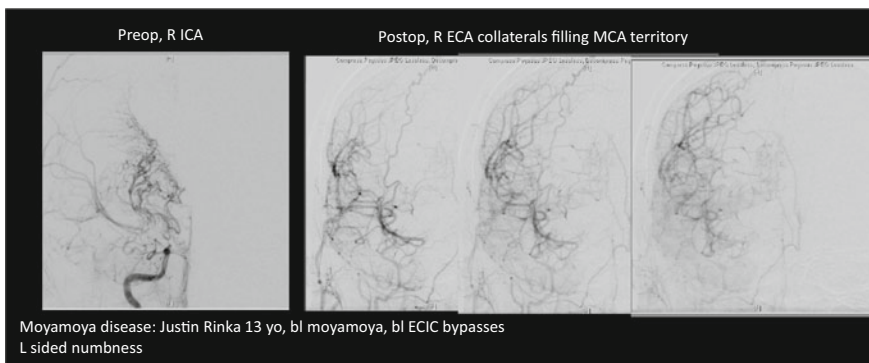 Preop, R ICA
Postop, R ECA collaterals filling MCA territory
Moyamoya disease: Justin Rinka 13 yo, bl moyamoya, bl ECIC bypasses
L sided numbness